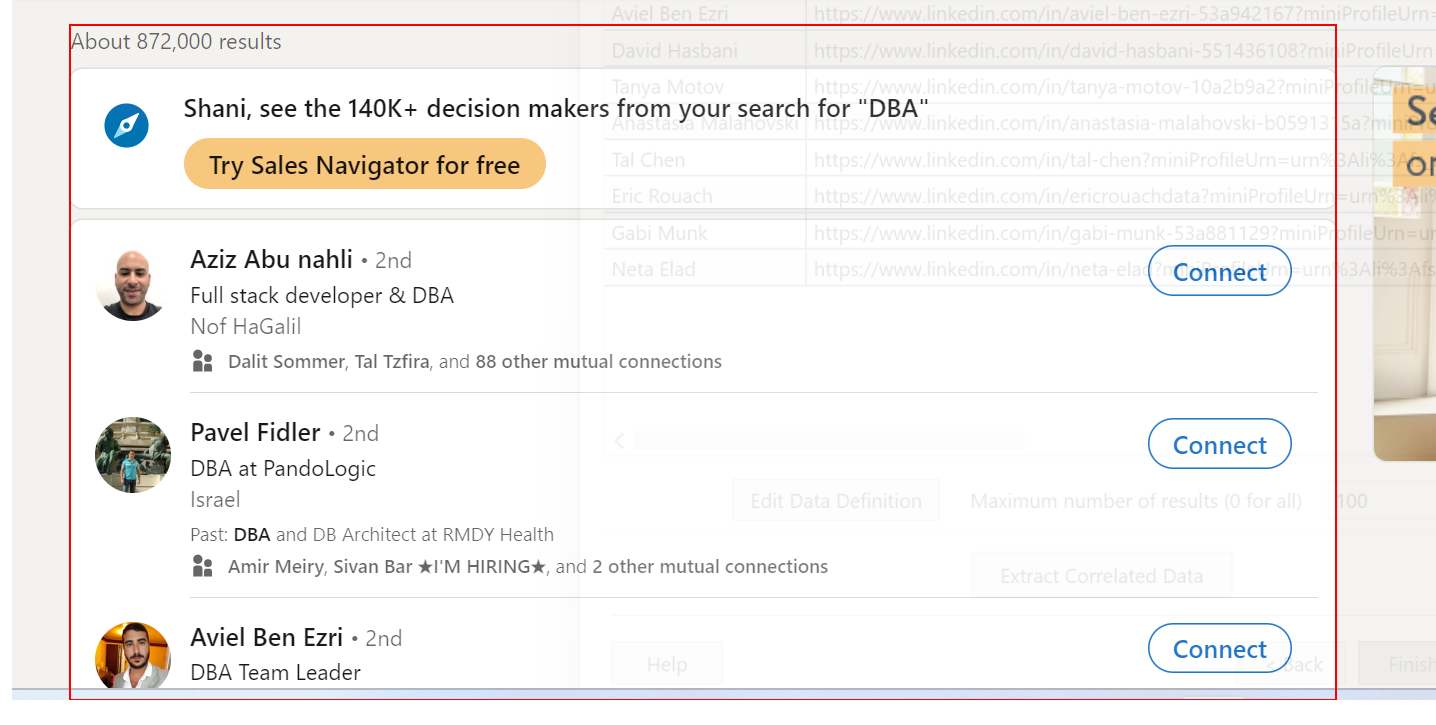 About 872,000 results
Shani, see the 140K+ decision makers from your search for "DBA"
Try Sales Navigator for free
Aziz Abu nahli • 2nd
Full stack developer & DBA
Nof HaGalil
Dalit Sommer, Tal Tzfira, and 88 other mutual connections
Connect
Pavel Fidler • 2nd
DBA at PandoLogic
Israel
Past: DBA and DB Architect at RMDY Health
Amir Meiry, Sivan Bar ★I'M HIRING★, and 2 other mutual connections
Connect
Aviel Ben Ezri • 2nd
DBA Team Leader
Connect
Aviel Ben Ezri https://www.linkedin.com/in/aviel-ben-ezri-53a942167?miniProfileUrn=
David Hasbani https://www.linkedin.com/in/david-hasbani-551436108?miniProfileUrn
Tanya Motov https://www.linkedin.com/in/tanya-motov-10a2b9a2?miniProfileUrn=u
Anastasia Malahovski https://www.linkedin.com/in/anastasia-malahovski-b0591315a?mini
Tal Chen https://www.linkedin.com/in/tal-chen?miniProfileUrn=urn%3Ali%3Afs
Eric Rouach https://www.linkedin.com/in/ericrouachdata?miniProfileUrn=urn%3Ali
Gabi Munk https://www.linkedin.com/in/gabi-munk-53a881129?miniProfileUrn=ur
Neta Elad https://www.linkedin.com/in/neta-elad?miniProfileUrn=urn%3Ali%3Afs
Edit Data Definition
Maximum number of results (0 for all) 100
Extract Correlated Data
Help
< Back
Finish